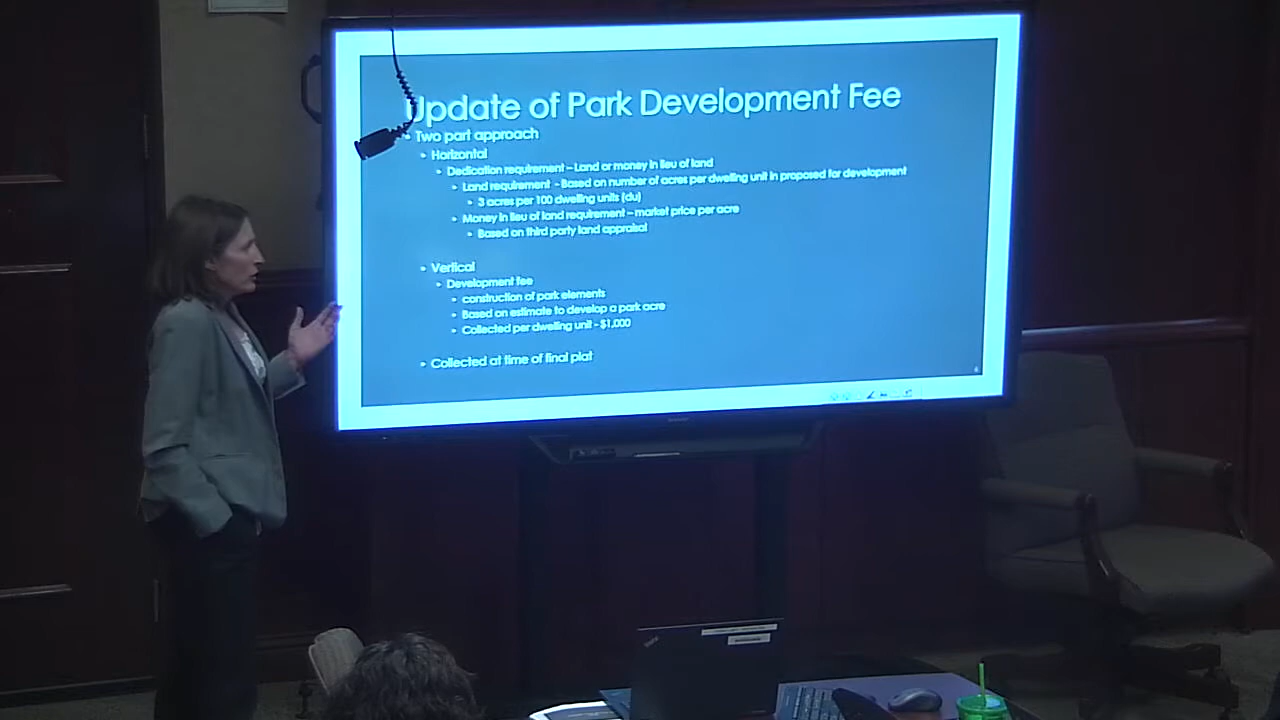 Update of Park Development Fee
Two part approach
Horizontal
Dedication requirement – Land or money in lieu of land
Land requirement - Based on number of acres per dwelling unit in proposed for development
3 acres per 100 dwelling units (du)
Money in lieu of land requirement – market price per acre
Based on third party land appraisal
Vertical
Development fee
construction of park elements
Based on estimate to develop a park acre
Collected per dwelling unit - $1,000
Collected at time of final plat